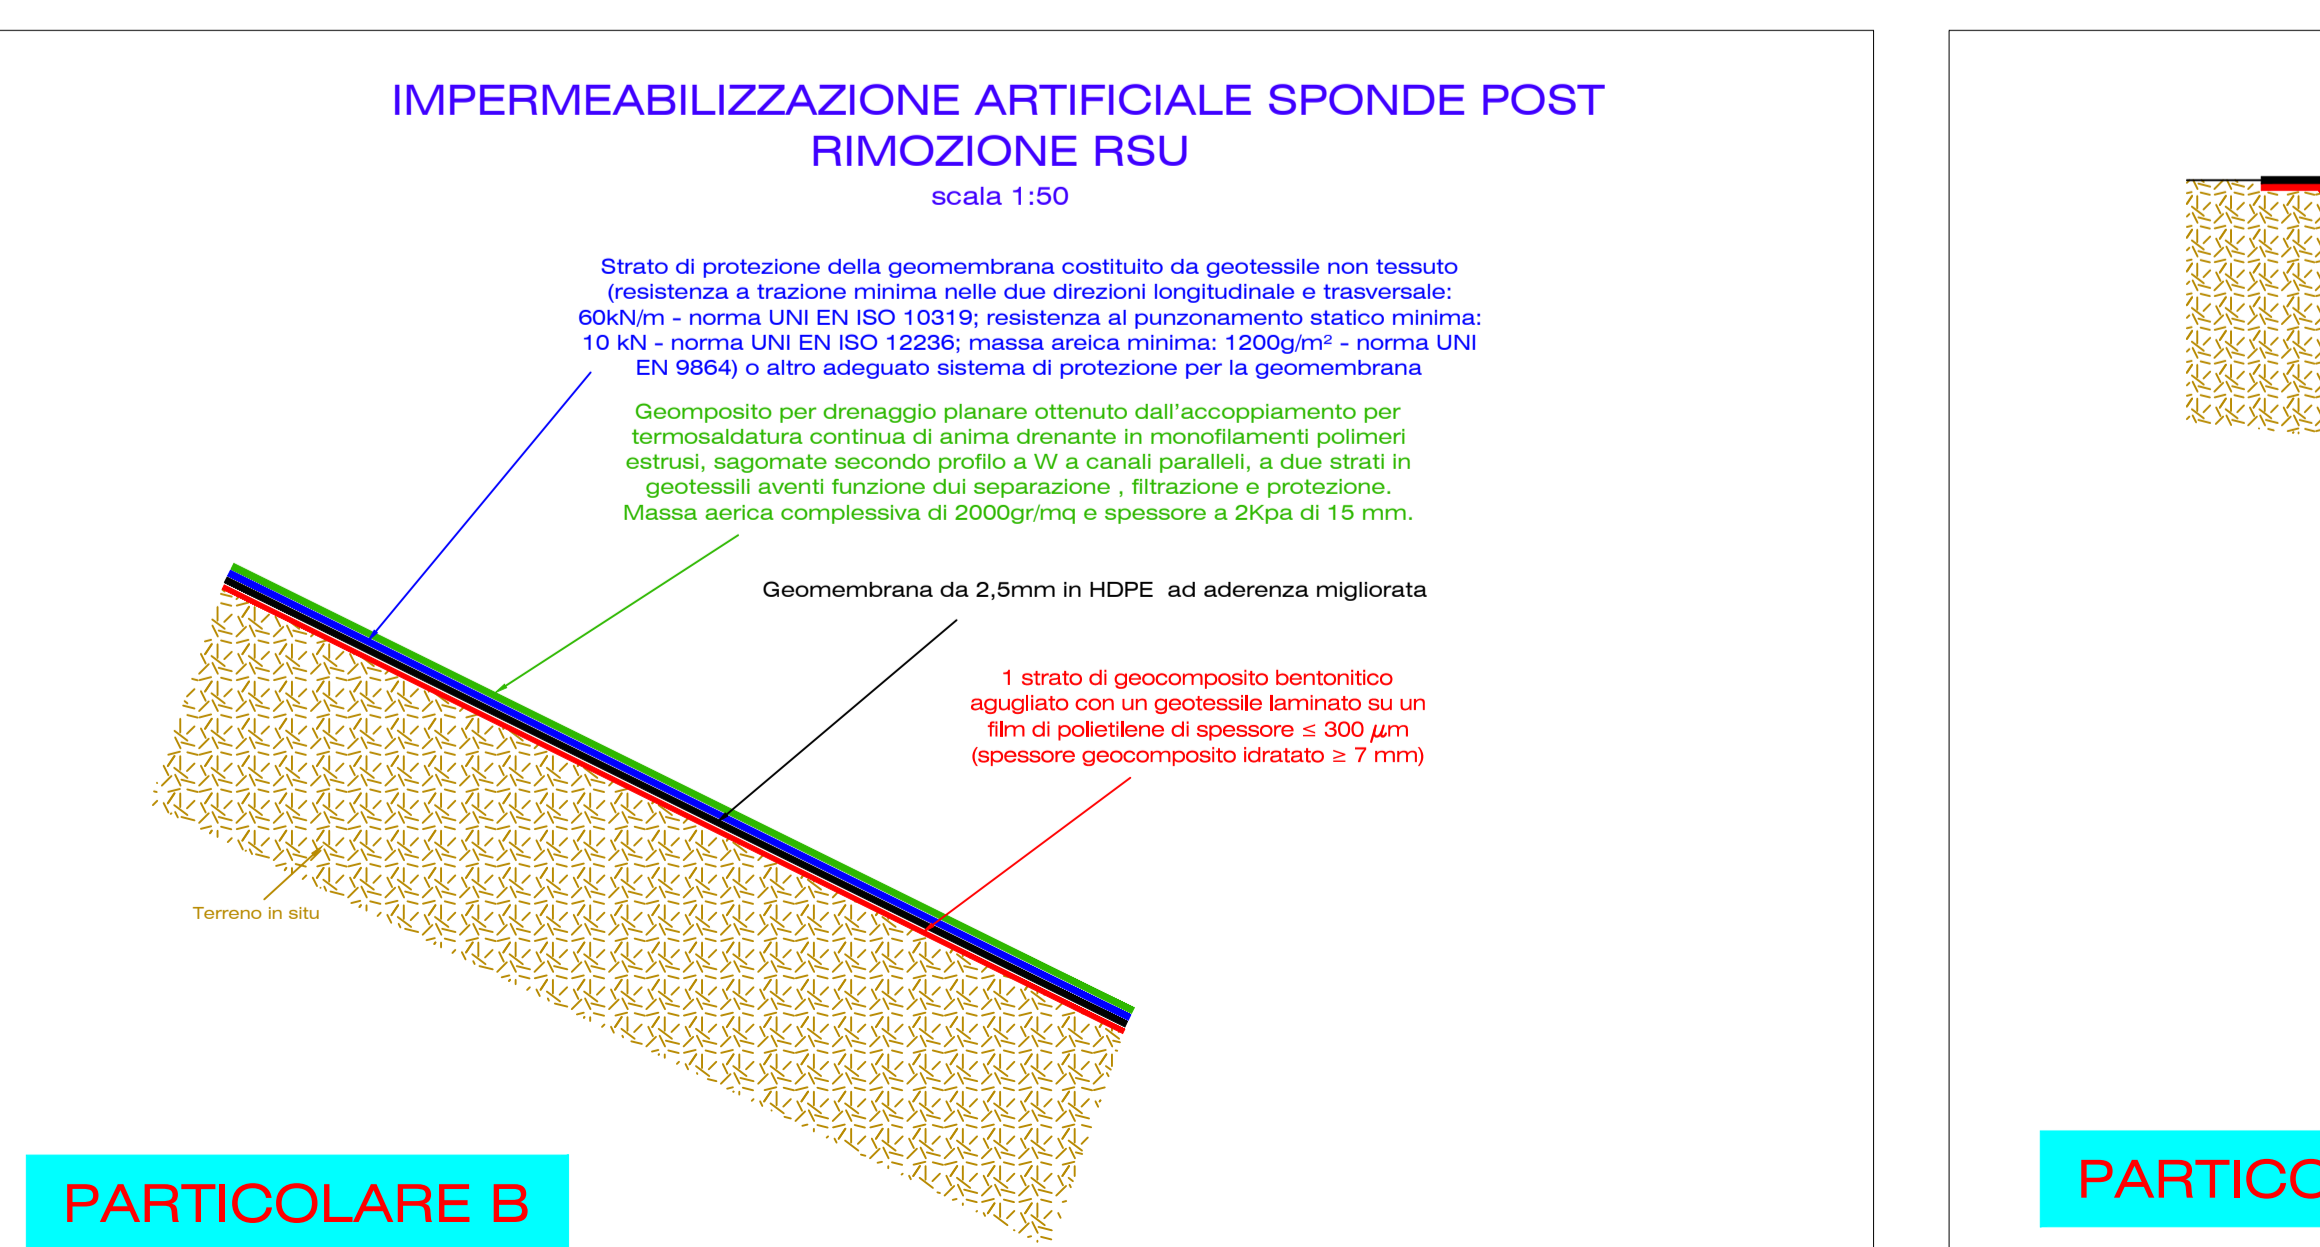 IMPERMEABILIZZAZIONE ARTIFICIALE SPONDE POST
RIMOZIONE RSU
scala 1:50
Strato di protezione della geomembrana costituito da geotessile non tessuto
(resistenza a trazione minima nelle due direzioni longitudinale e trasversale:
60kN/m - norma UNI EN ISO 10319; resistenza al punzonamento statico minima:
10 kN - norma UNI EN ISO 12236; massa areica minima: 1200g/m² - norma UNI
EN 9864) o altro adeguato sistema di protezione per la geomembrana
Geomposito per drenaggio planare ottenuto dall'accoppiamento per
termosaldatura continua di anima drenante in monofilamenti polimeri
estrusi, sagomate secondo profilo a W a canali paralleli, a due strati in
geotessili aventi funzione dui separazione , filtrazione e protezione.
Massa aerica complessiva di 2000gr/mq e spessore a 2Kpa di 15 mm.
Geomembrana da 2,5mm in HDPE ad aderenza migliorata
1 strato di geocomposito bentonitico
agugliato con un geotessile laminato su un
film di polietilene di spessore ≤ 300 μm
(spessore geocomposito idratato ≥ 7 mm)
Terreno in situ
PARTICOLARE B
PARTICO